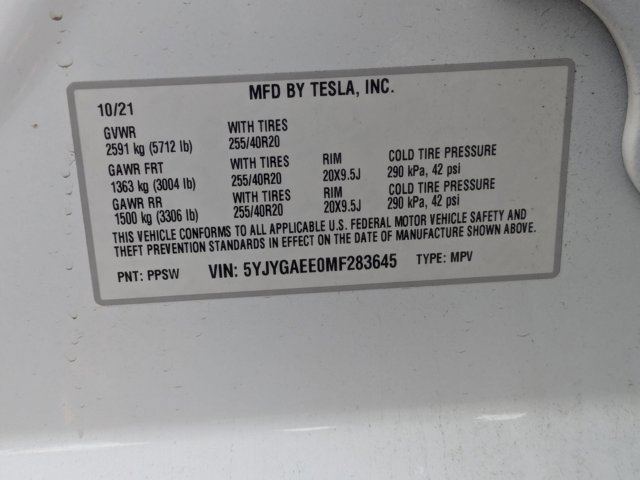 MFD BY TESLA, INC.
10/21
GVWR WITH TIRES
2591 kg (5712 lb) 255/40R20
GAWR FRT WITH TIRES RIM COLD TIRE PRESSURE
1363 kg (3004 lb) 255/40R20 20X9.5J 290 kPa, 42 psi
GAWR RR WITH TIRES RIM COLD TIRE PRESSURE
1500 kg (3306 lb) 255/40R20 20X9.5J 290 kPa, 42 psi
THIS VEHICLE CONFORMS TO ALL APPLICABLE U.S. FEDERAL MOTOR VEHICLE SAFETY AND
THEFT PREVENTION STANDARDS IN EFFECT ON THE DATE OF MANUFACTURE SHOWN ABOVE.
PNT: PPSW VIN: 5YJYGAEE0MF283645 TYPE: MPV